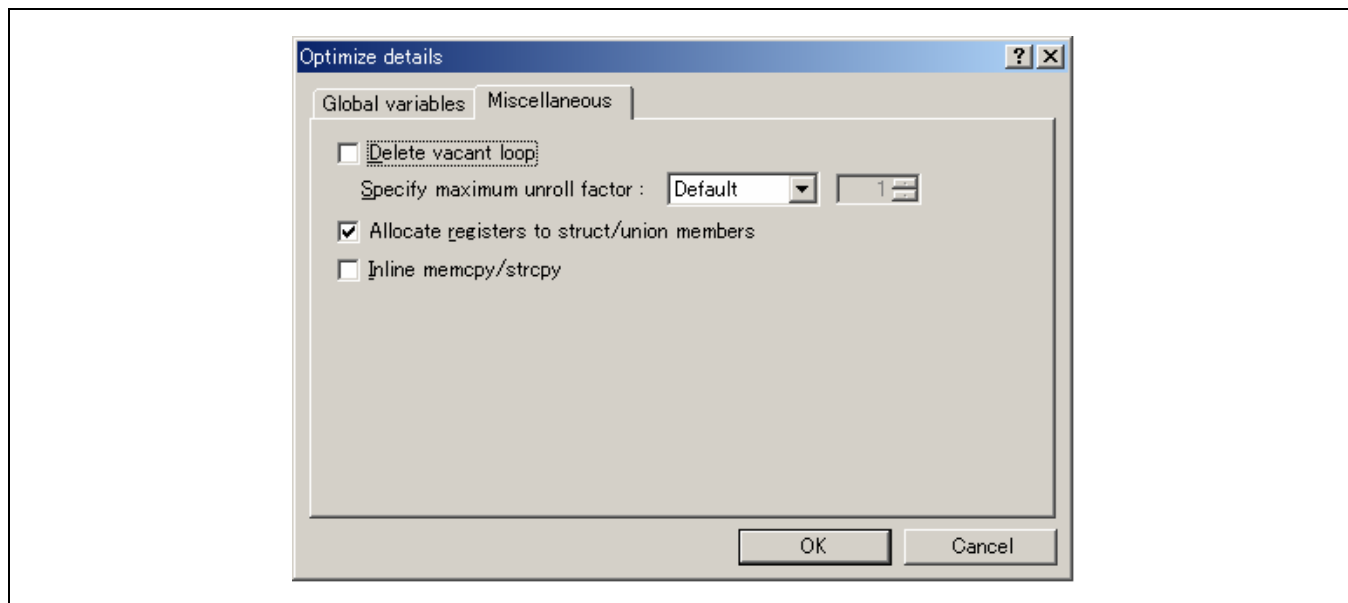 Optimize details
Global variables Miscellaneous
Delete vacant loop
Specify maximum unroll factor : Default 1
Allocate registers to struct/union members
Inline memcpy/strcpy
OK Cancel